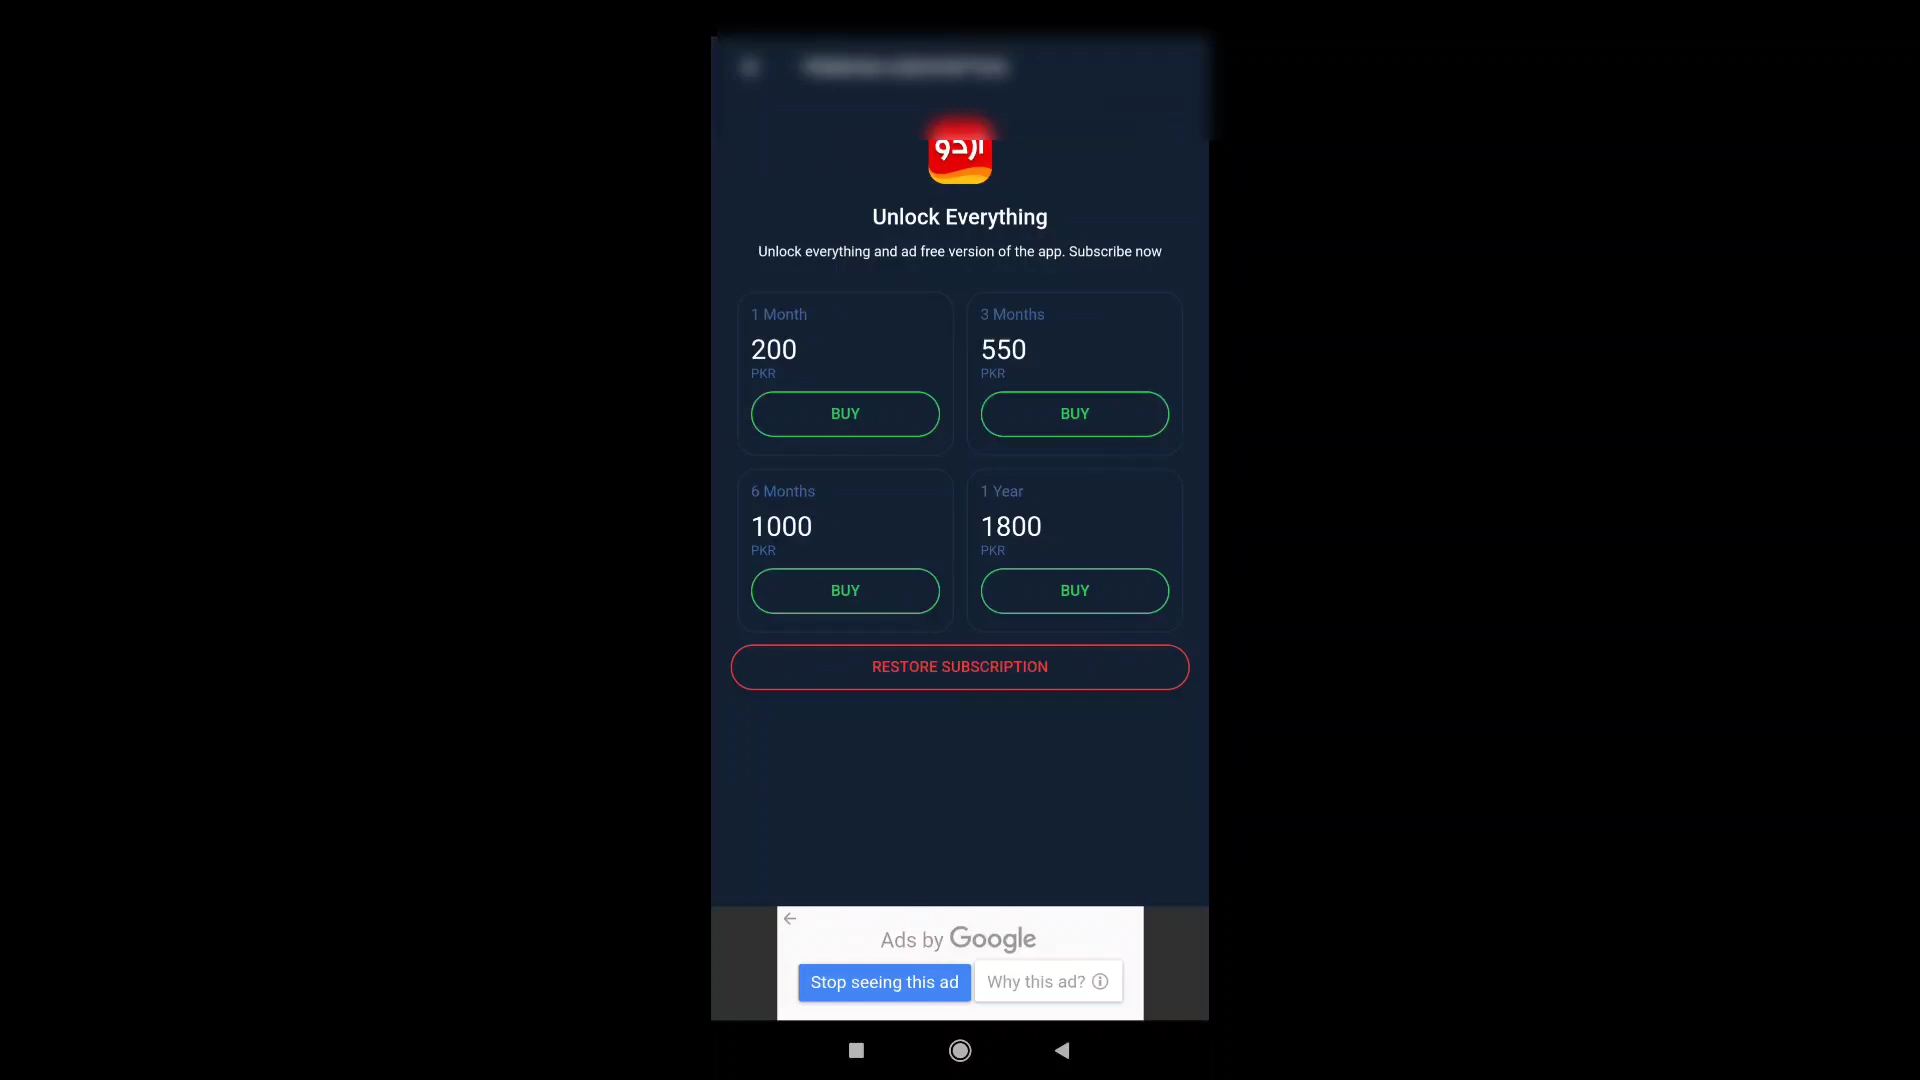 اردو
Unlock Everything
Unlock everything and ad free version of the app. Subscribe now
1 Month
200
PKR
BUY
3 Months
550
PKR
BUY
6 Months
1000
PKR
BUY
1 Year
1800
PKR
BUY
RESTORE SUBSCRIPTION
Ads by Google
Stop seeing this ad
Why this ad?